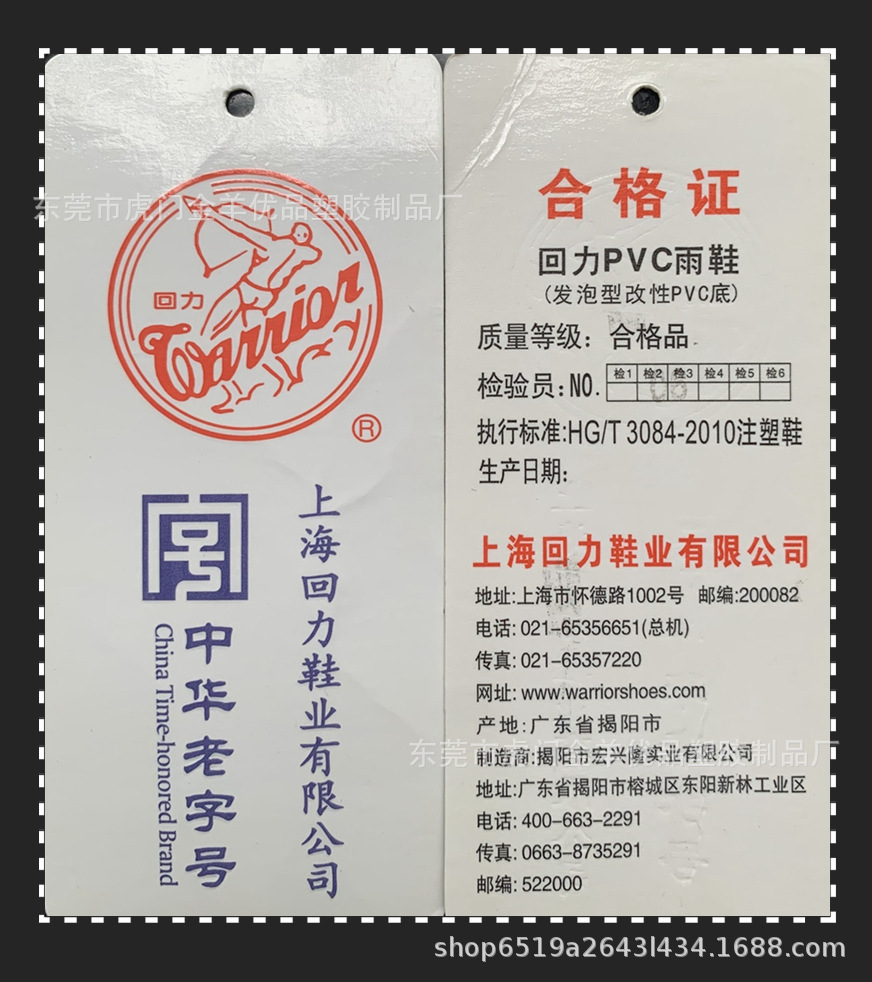 东莞市虎门金羊优品塑胶制品厂
回力
Warrior
®
上海回力鞋业有限公司
中华老字号
China Time-honored Brand
合格证
回力PVC雨鞋
(发泡型改性PVC底)
质量等级：合格品
检验员:NO. 检1 检2 检3 检4 检5 检6
执行标准:HG/T 3084-2010注塑鞋
生产日期:
上海回力鞋业有限公司
地址:上海市怀德路1002号 邮编:200082
电话: 021-65356651(总机)
传真: 021-65357220
网址: www.warriorshoes.com
产地:广东省揭阳市
东莞市虎门金羊优品塑胶制品厂
制造商:揭阳市宏兴隆实业有限公司
地址:广东省揭阳市榕城区东阳新林工业区
电话: 400-663-2291
传真: 0663-8735291
邮编: 522000
shop6519a2643l434.1688.com